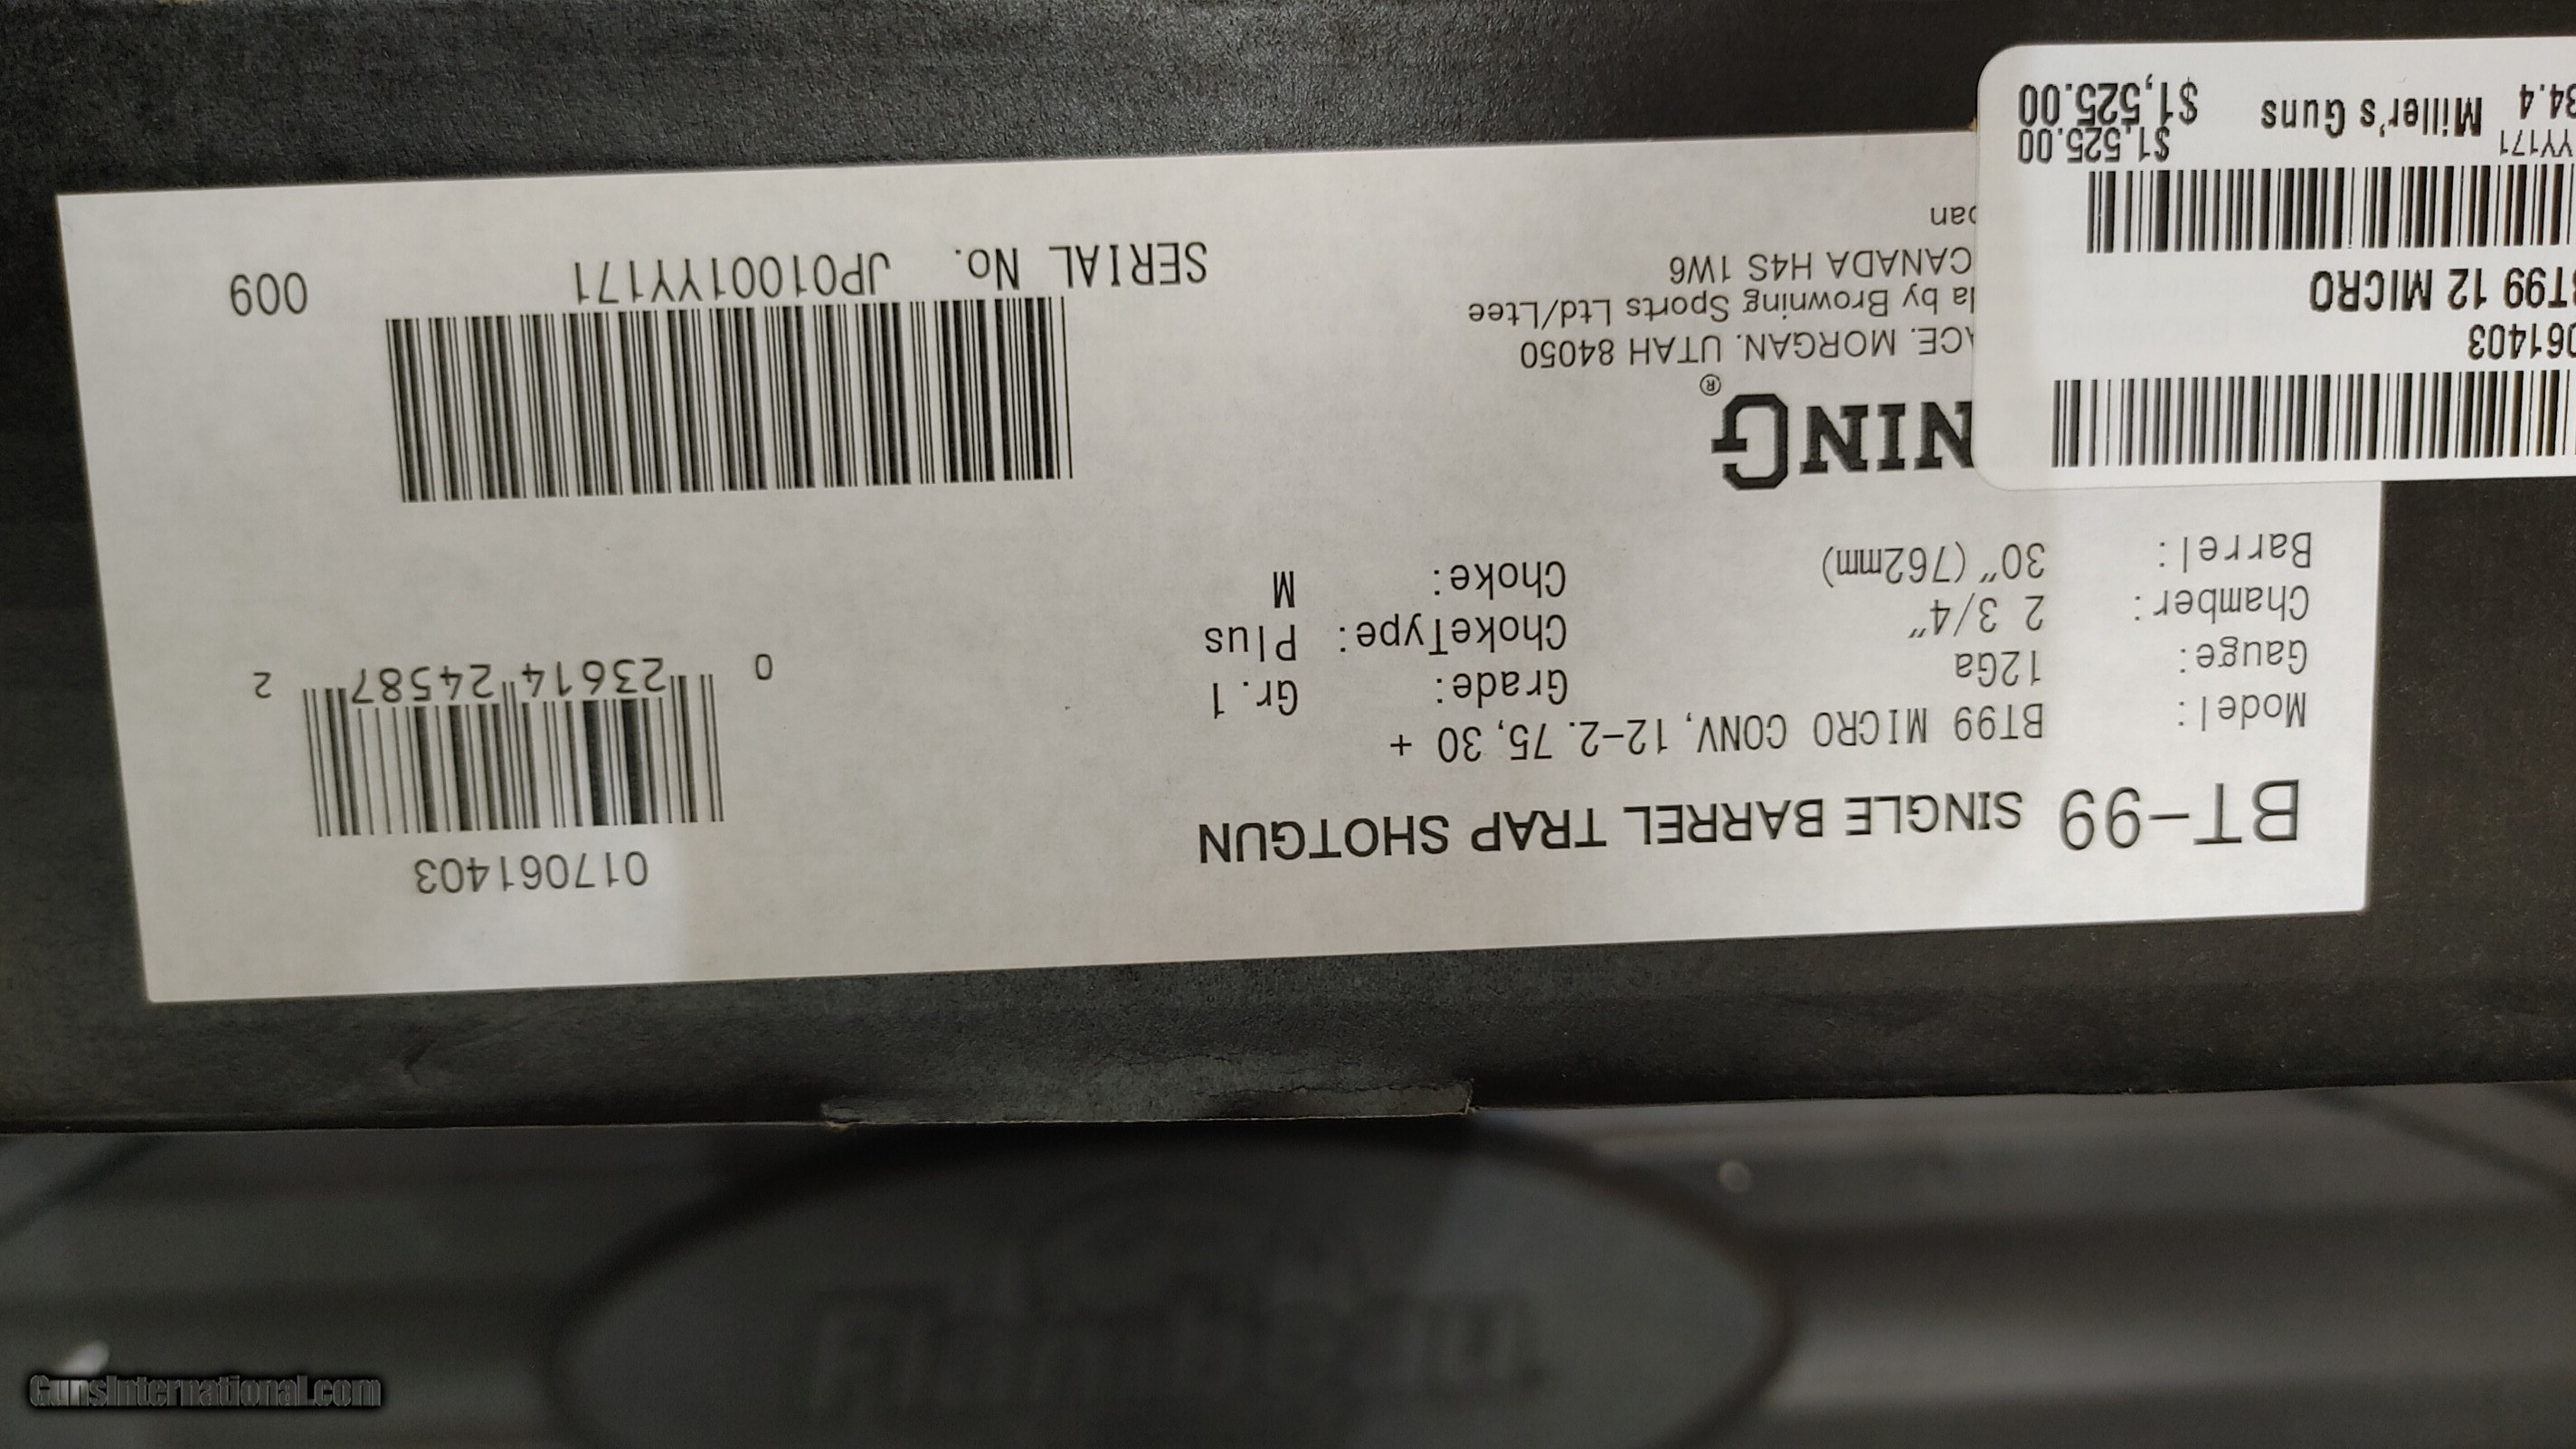 BT-99 SINGLE BARREL TRAP SHOTGUN
Model: BT99 MICRO CONV, 12-2.75, 30 +
Gauge: 12Ga Grade: Gr. 1
Chamber: 2 3/4" ChokeType: Plus
Barrel: 30" (762mm) Choke: M
017061403
0 23614 24587 2
NING®
ACE. MORGAN. UTAH 84050
la by Browning Sports Ltd/Ltee
CANADA H4S 1W6
pan
SERIAL No. JP01001YY171
009
061403
BT99 12 MICRO
YY171 $1,525.00
34.4 Miller's Guns $1,525.00
Flambeau
GunsInternational.com